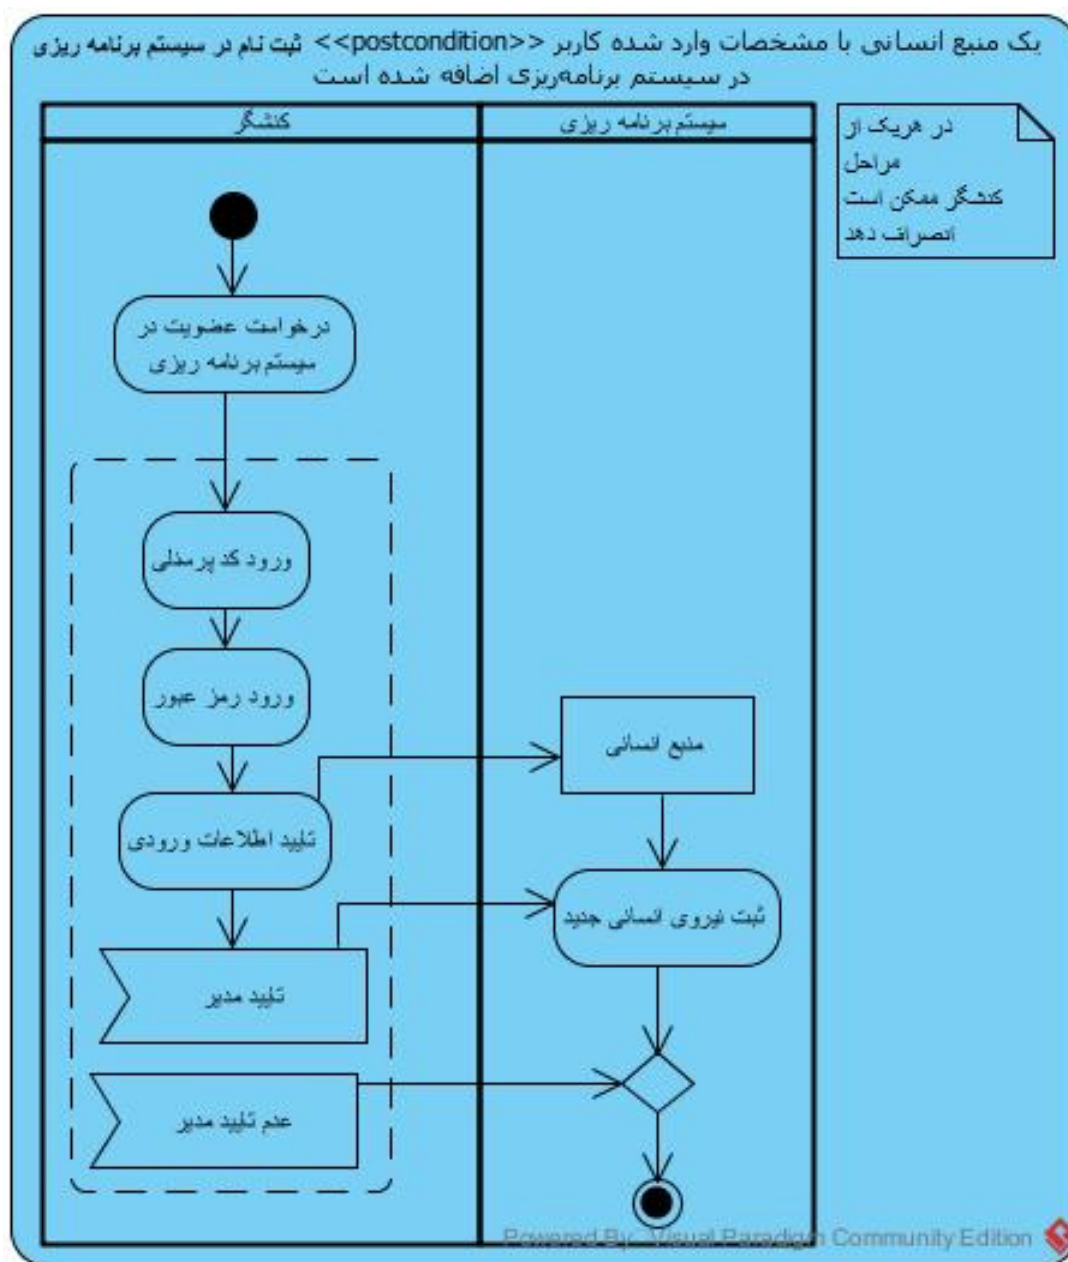 ثبت نام در سیستم برنامه ریزی <<postcondition>> یک منبع انسانی با مشخصات وارد شده کاربر
در سیستم برنامه‌ریزی اضافه شده است
کنشگر
سیستم برنامه ریزی
در هریک از
مراحل
کنشگر ممکن است
انصراف دهد
درخواست عضویت در
سیستم برنامه ریزی
ورود کد پرسنلی
ورود رمز عبور
منبع انسانی
تایید اطلاعات ورودی
ثبت نیروی انسانی جدید
تایید مدیر
عدم تایید مدیر
Powered By Visual Paradigm Community Edition